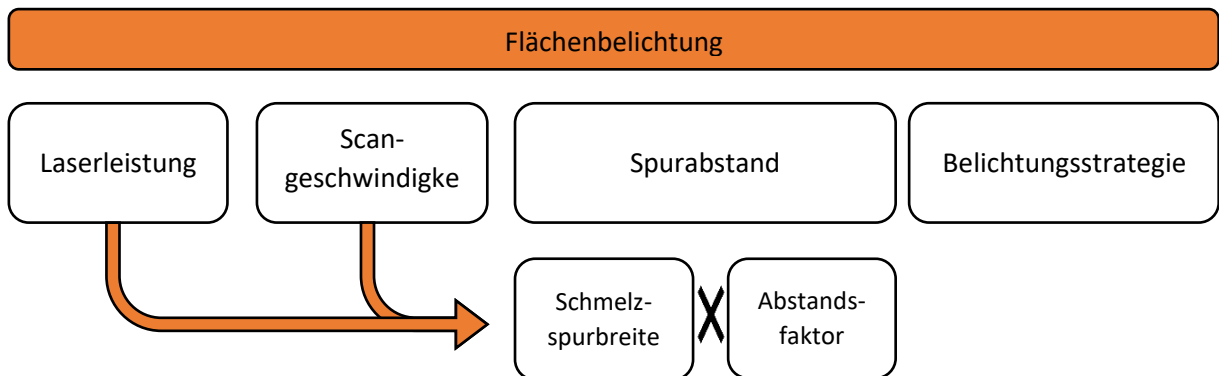 Flächenbelichtung
Laserleistung
Scan-
geschwindigke
Spurabstand
Belichtungsstrategie
Schmelz-
spurbreite
X
Abstands-
faktor